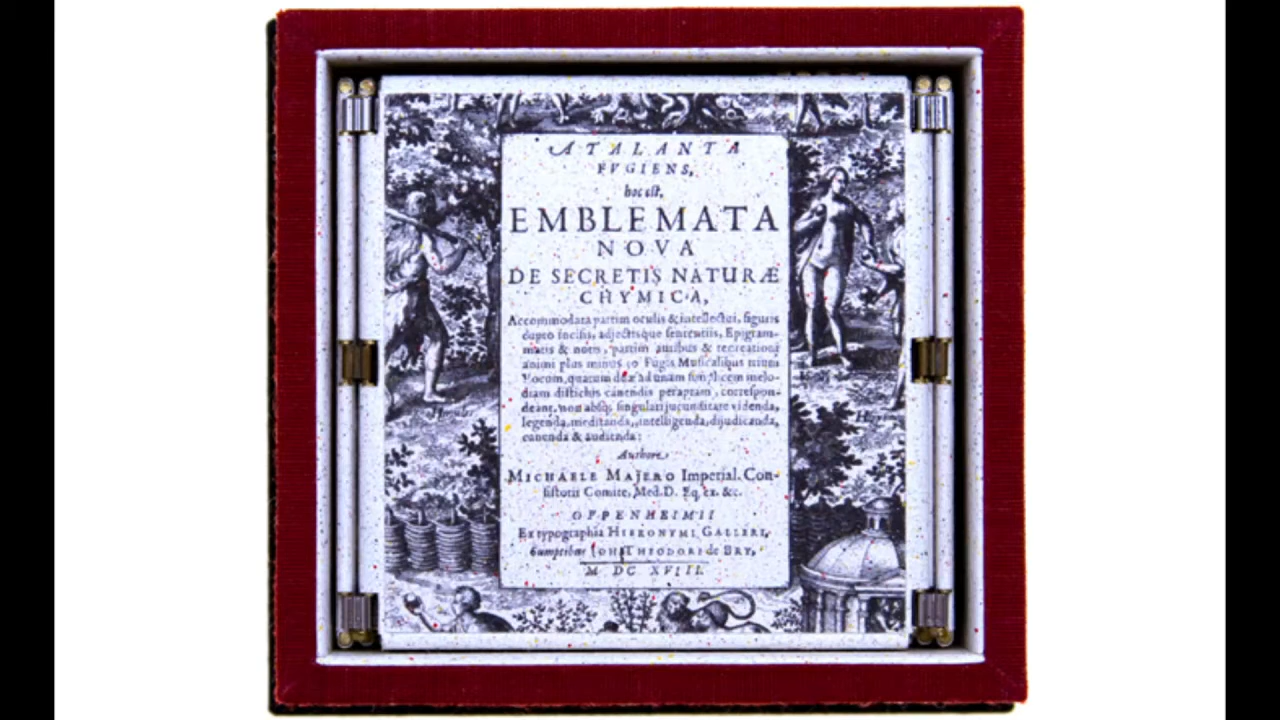 ATALANTA
FVGIENS,
hoc est,
EMBLEMATA
NOVA
DE SECRETIS NATURÆ
CHYMICA,
Accommodata partim oculis & intellectui, figuris
cupro incisis, adjectisque sententiis, Epigram-
matis & notis, partim auribus & recreationi
animi plus minus 50 Fugis Musicalibus trium
Vocum, quarum duæ ad unam simplicem melo-
diam distichis canendis peraptam, correspon-
deant, non absq; singulari jucunditate videnda,
legenda, meditanda, intelligenda, dijudicanda,
canenda & audienda:
Authore
MICHAELE MAJERO Imperial. Con-
sistorii Comite, Med. D. Eq. ex. &c.
OPPENHEIMII
Ex typographia HIERONYMI GALLERI,
Sumptibus JOH. THEODORI de BRY,
M DC XVIII.